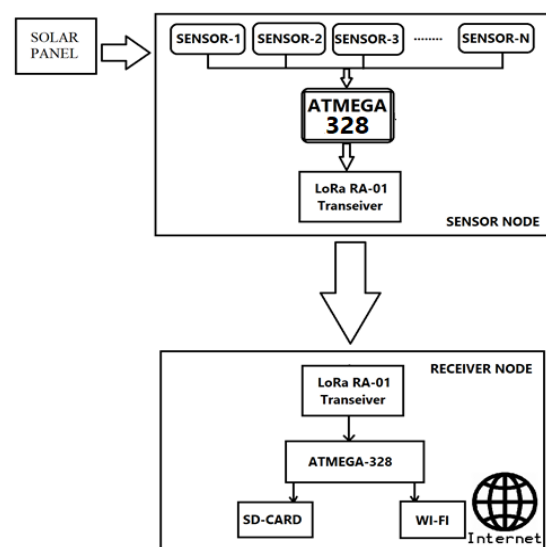 SOLAR
PANEL
SENSOR-1
SENSOR-2
SENSOR-3
........
SENSOR-N
ATMEGA
328
LoRa RA-01
Transeiver
SENSOR NODE
RECEIVER NODE
LoRa RA-01
Transeiver
ATMEGA-328
SD-CARD
WI-FI
Internet